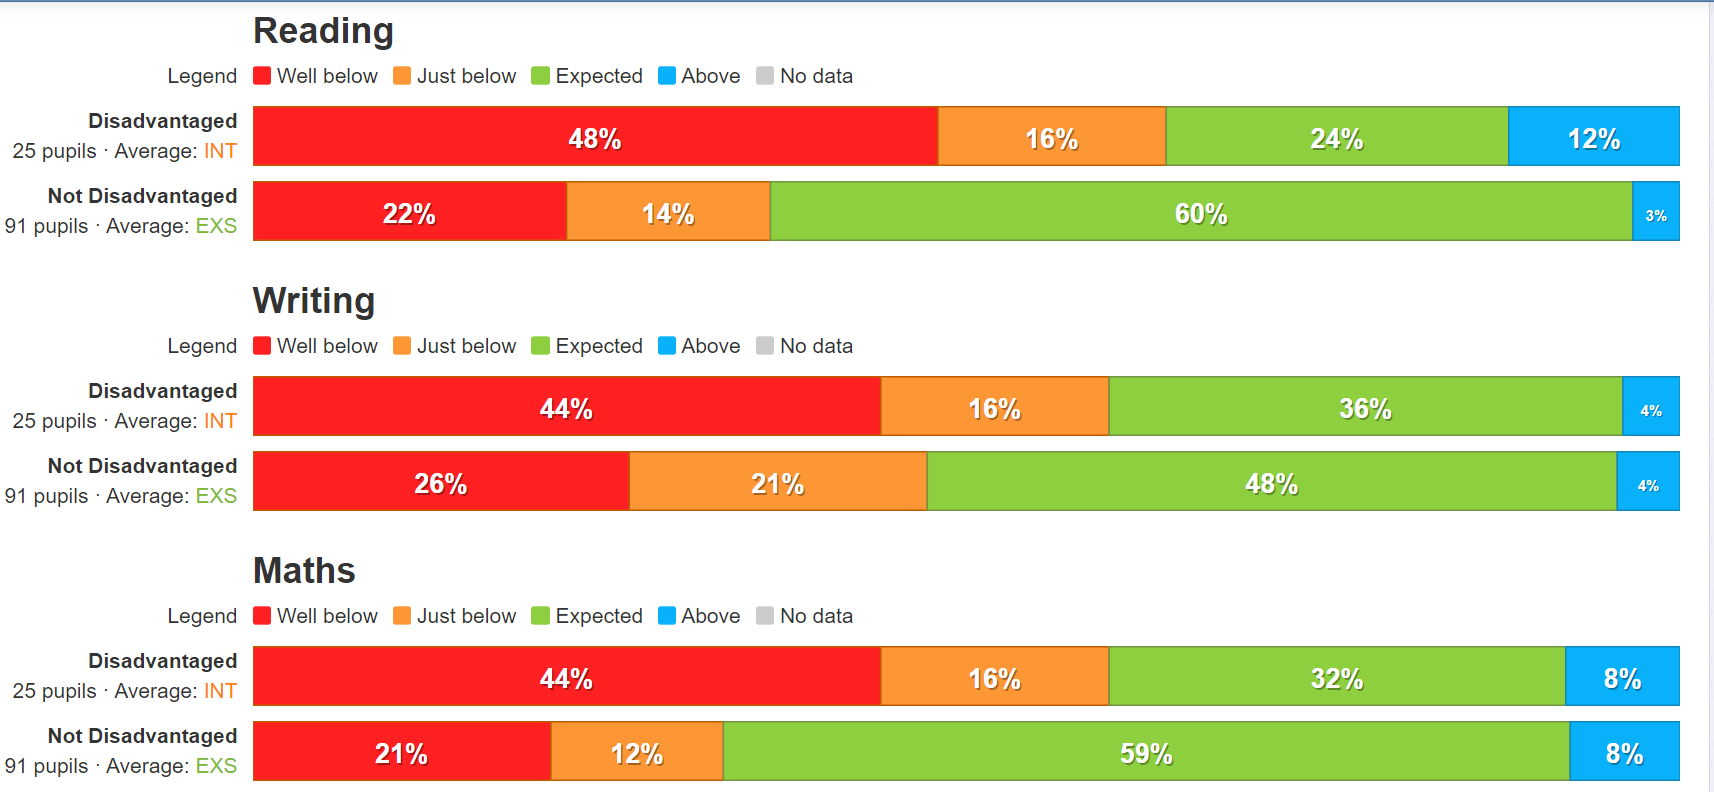 Reading
Legend Well below Just below Expected Above No data
Disadvantaged
25 pupils · Average: INT
48% 16% 24% 12%
Not Disadvantaged
91 pupils · Average: EXS
22% 14% 60% 3%
Writing
Legend Well below Just below Expected Above No data
Disadvantaged
25 pupils · Average: INT
44% 16% 36% 4%
Not Disadvantaged
91 pupils · Average: EXS
26% 21% 48% 4%
Maths
Legend Well below Just below Expected Above No data
Disadvantaged
25 pupils · Average: INT
44% 16% 32% 8%
Not Disadvantaged
91 pupils · Average: EXS
21% 12% 59% 8%